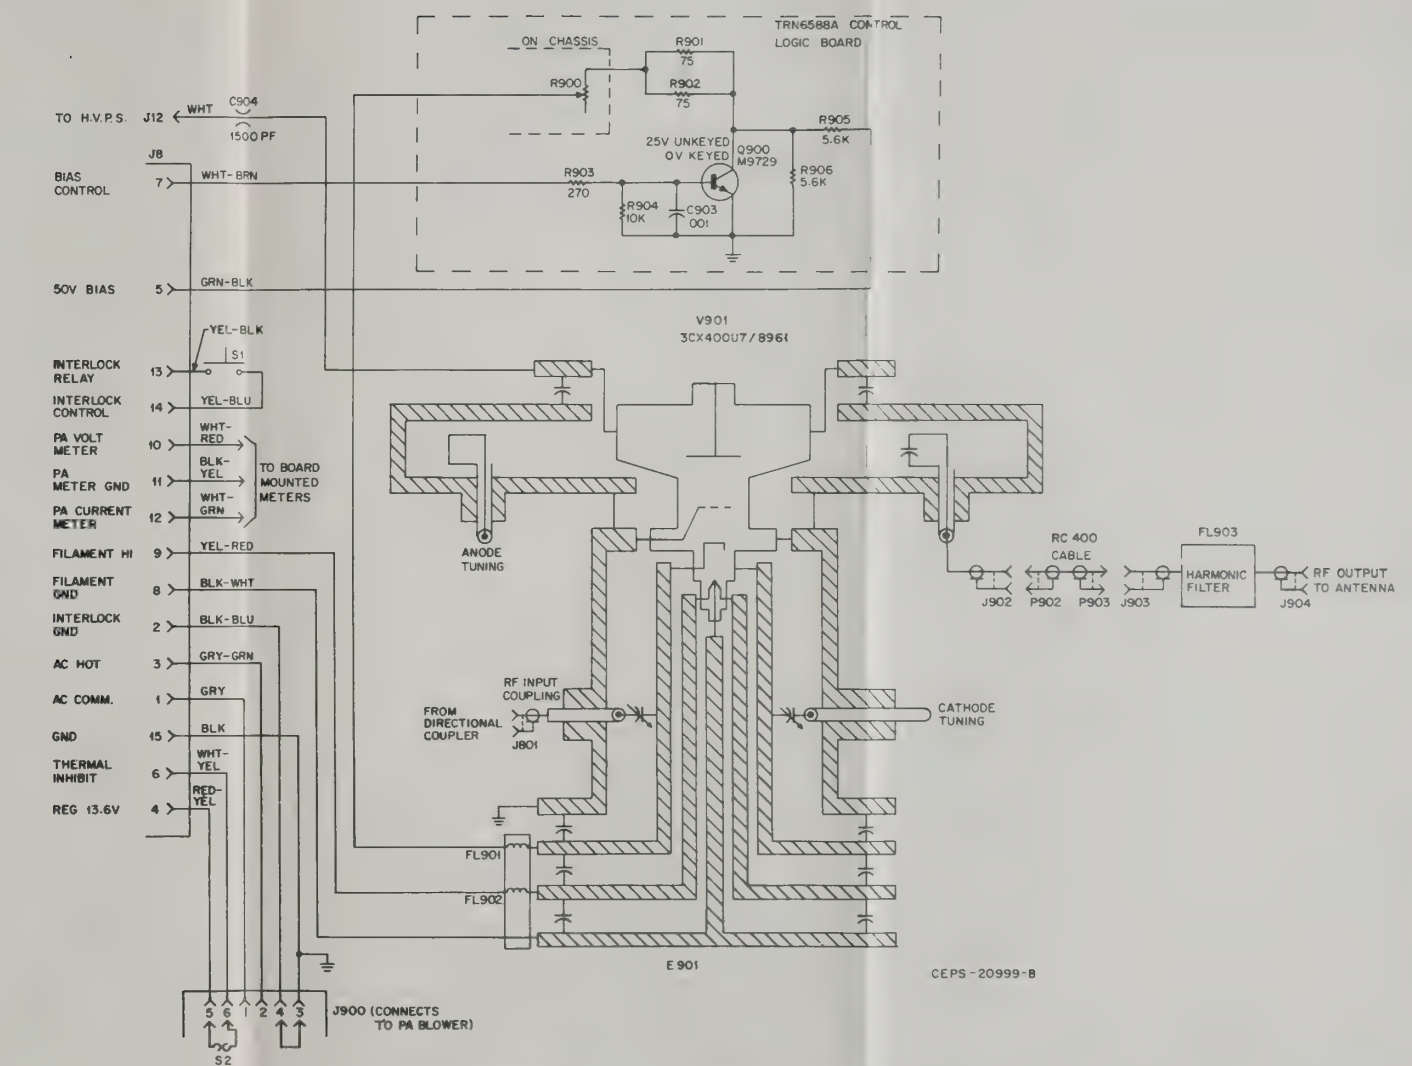 TRN6588A CONTROL
LOGIC BOARD
ON CHASSIS
R901
75
R900
R902
75
TO H.V.P.S. J12
WHT
C904
1500 PF
R905
5.6K
25V UNKEYED
0V KEYED
Q900
M9729
R906
5.6K
J8
BIAS
CONTROL
7
WHT-BRN
R903
270
R904
10K
C903
.001
50V BIAS
5
GRN-BLK
V901
3CX400U7/8961
YEL-BLK
S1
INTERLOCK
RELAY
13
INTERLOCK
CONTROL
14
YEL-BLU
PA VOLT
METER
10
WHT-
RED
PA
METER GND
11
BLK-
YEL
TO BOARD
MOUNTED
METERS
PA CURRENT
METER
12
WHT-
GRN
FILAMENT HI
9
YEL-RED
ANODE
TUNING
RC 400
CABLE
FL903
HARMONIC
FILTER
RF OUTPUT
TO ANTENNA
J902
P902
P903
J903
J904
FILAMENT
GND
8
BLK-WHT
INTERLOCK
GND
2
BLK-BLU
AC HOT
3
GRY-GRN
AC COMM.
1
GRY
RF INPUT
COUPLING
FROM
DIRECTIONAL
COUPLER
J801
CATHODE
TUNING
GND
15
BLK
THERMAL
INHIBIT
6
WHT-
YEL
REG 13.6V
4
RED-
YEL
FL901
FL902
E901
CEPS-20999-B
5 6 1 2 4 3
J900 (CONNECTS
TO PA BLOWER)
S2